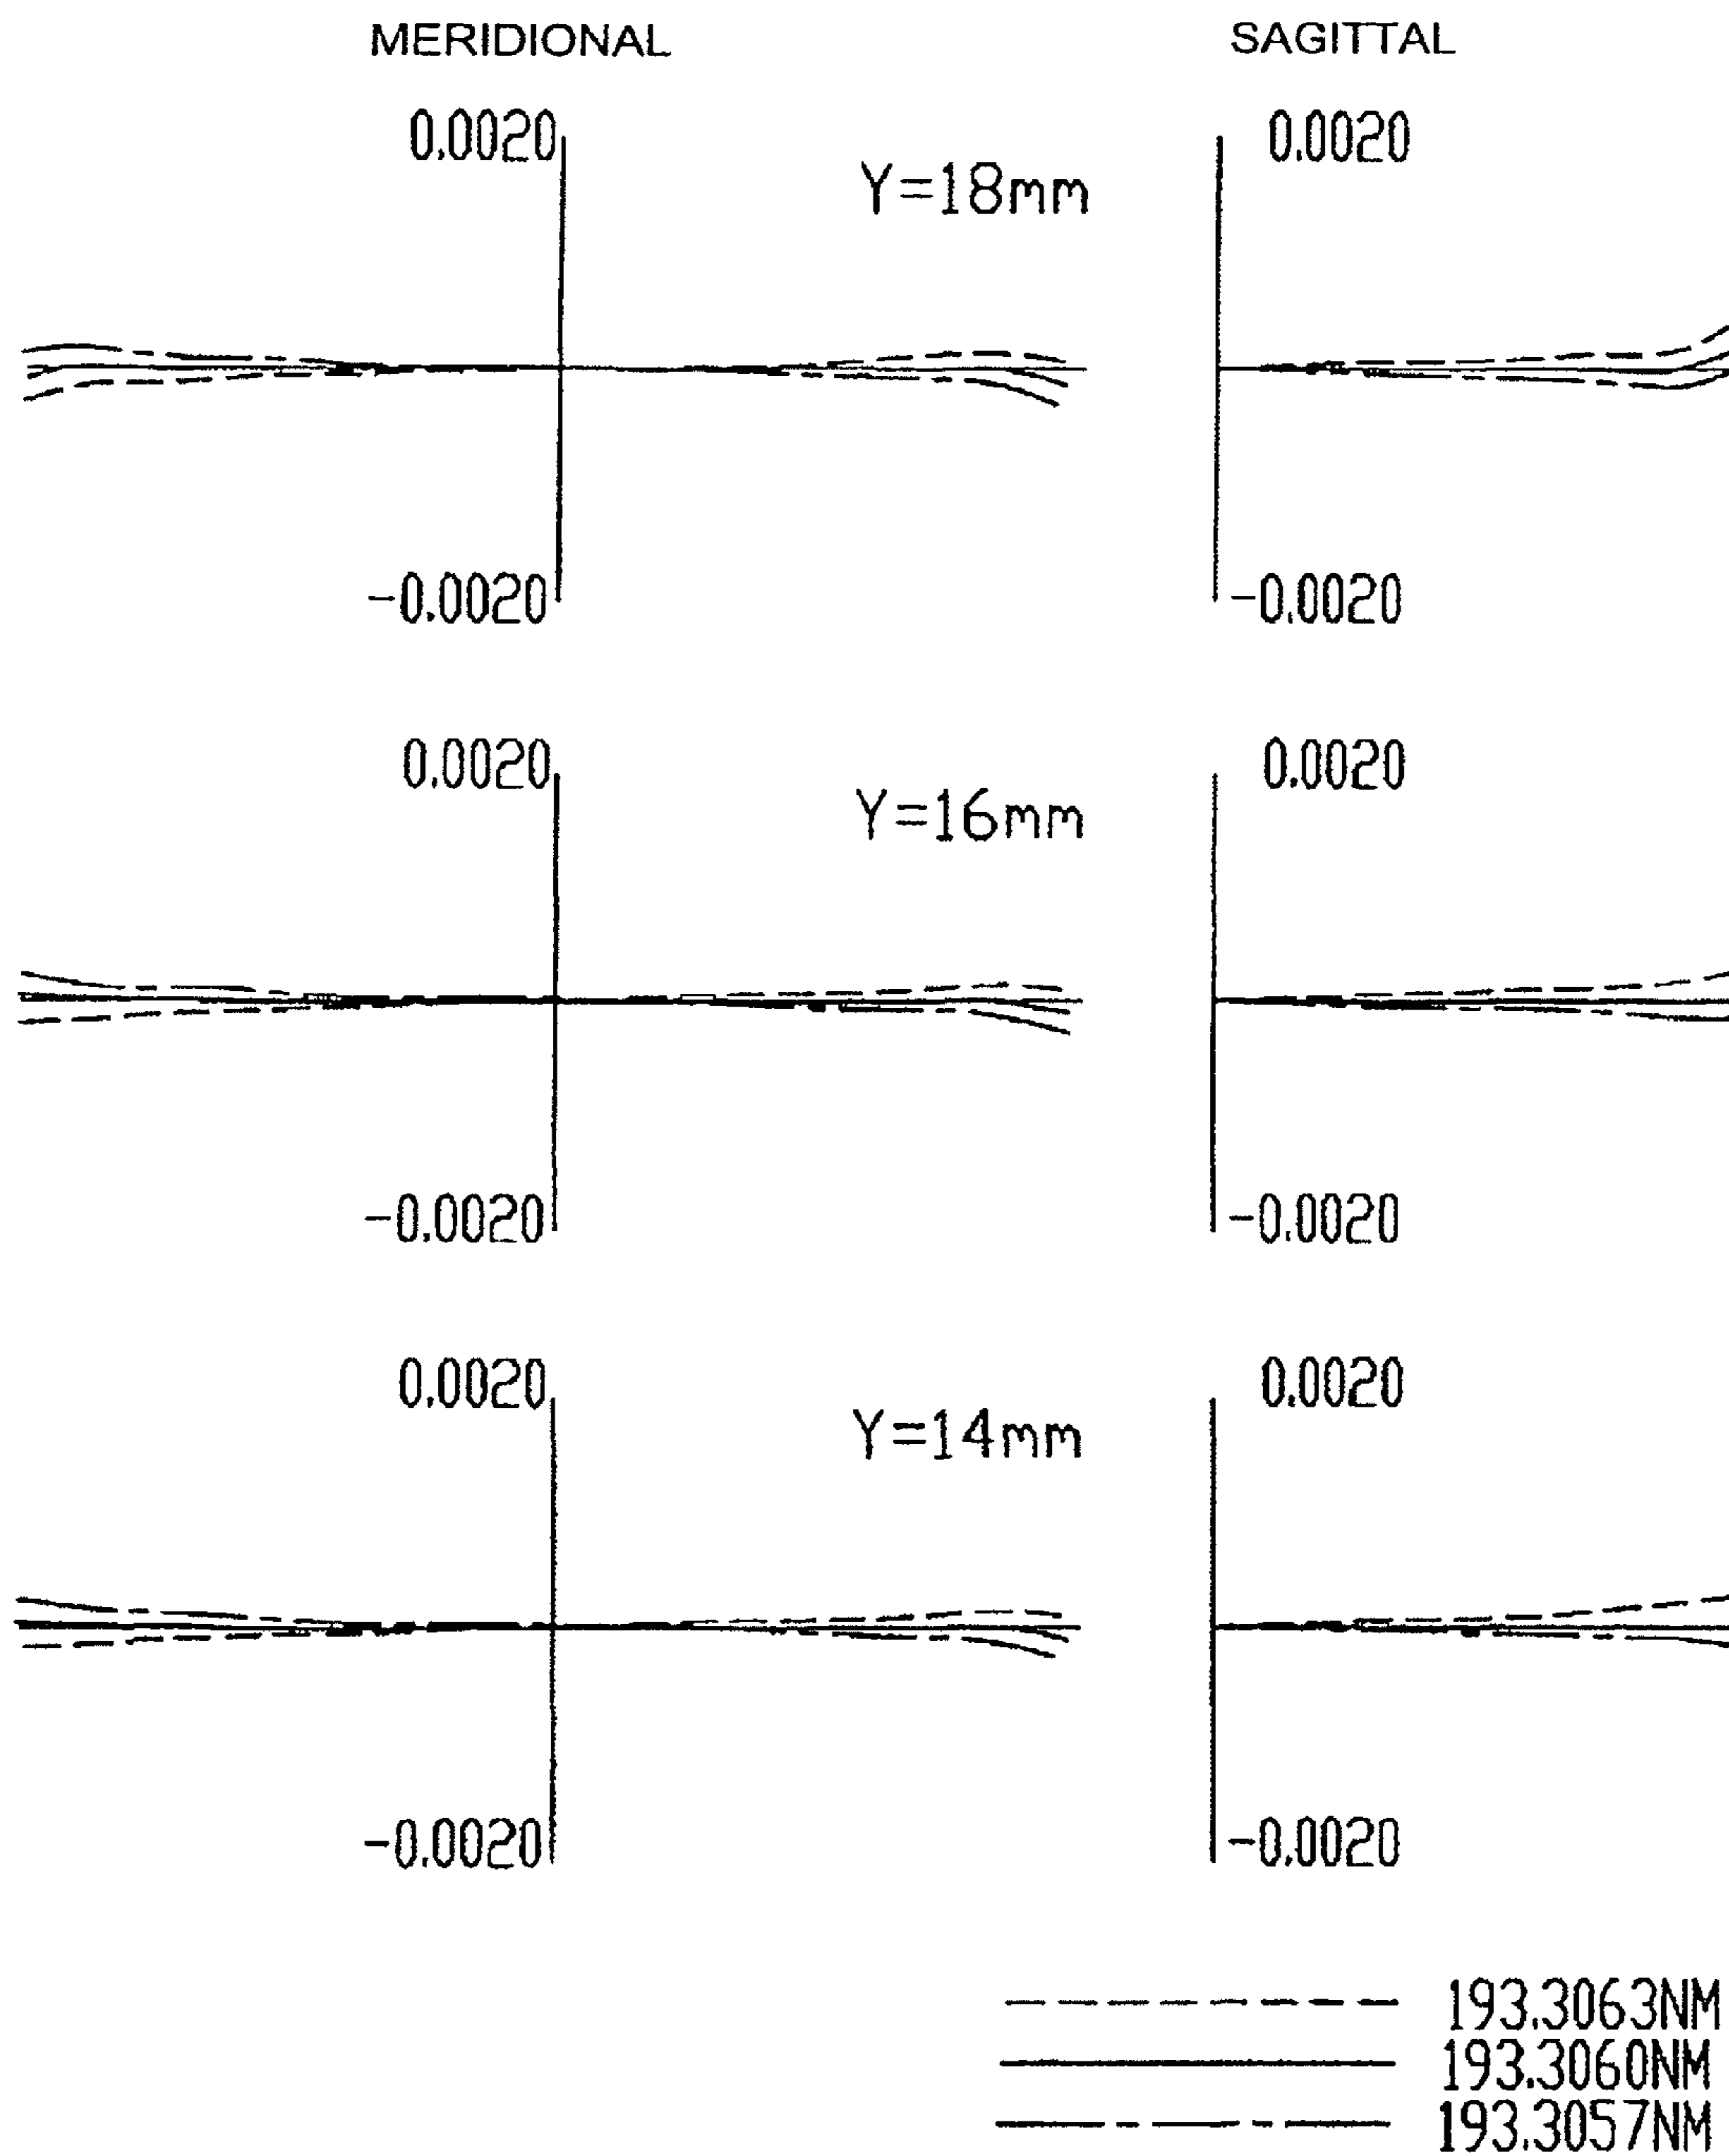 MERIDIONAL SAGITTAL
0.0020 0.0020
Y=18mm
-0.0020 -0.0020
0.0020 0.0020
Y=16mm
-0.0020 -0.0020
0.0020 0.0020
Y=14mm
-0.0020 -0.0020
193.3063NM
193.3060NM
193.3057NM